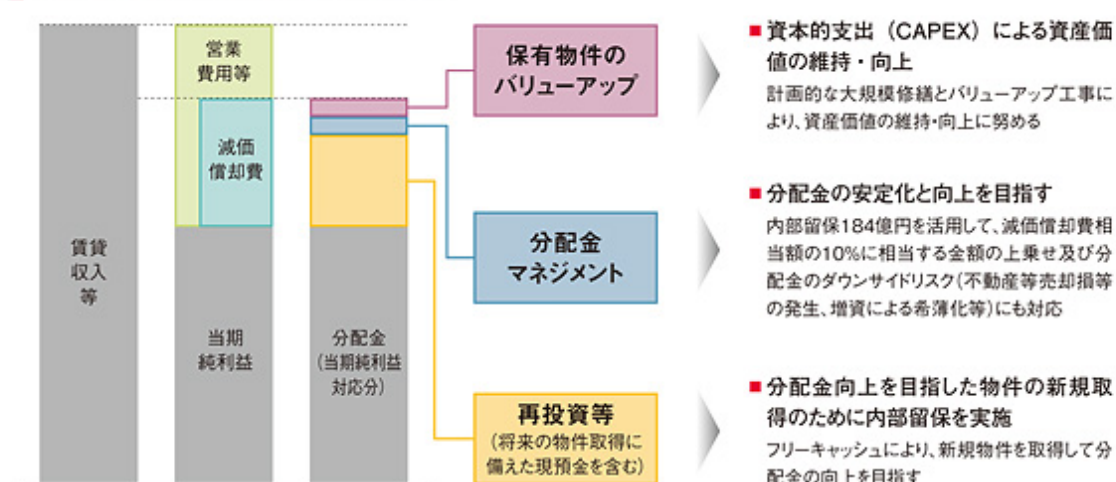 賃貸
収入
等
営業
費用等
減価
償却費
当期
純利益
分配金
(当期純利益
対応分)
保有物件の
バリューアップ
■資本的支出（CAPEX）による資産価
値の維持・向上
計画的な大規模修繕とバリューアップ工事に
より、資産価値の維持・向上に努める
分配金
マネジメント
■分配金の安定化と向上を目指す
内部留保184億円を活用して、減価償却費相
当額の10%に相当する金額の上乗せ及び分
配金のダウンサイドリスク(不動産等売却損等
の発生、増資による希薄化等)にも対応
再投資等
(将来の物件取得に
備えた現預金を含む)
■分配金向上を目指した物件の新規取
得のために内部留保を実施
フリーキャッシュにより、新規物件を取得して分
配金の向上を目指す